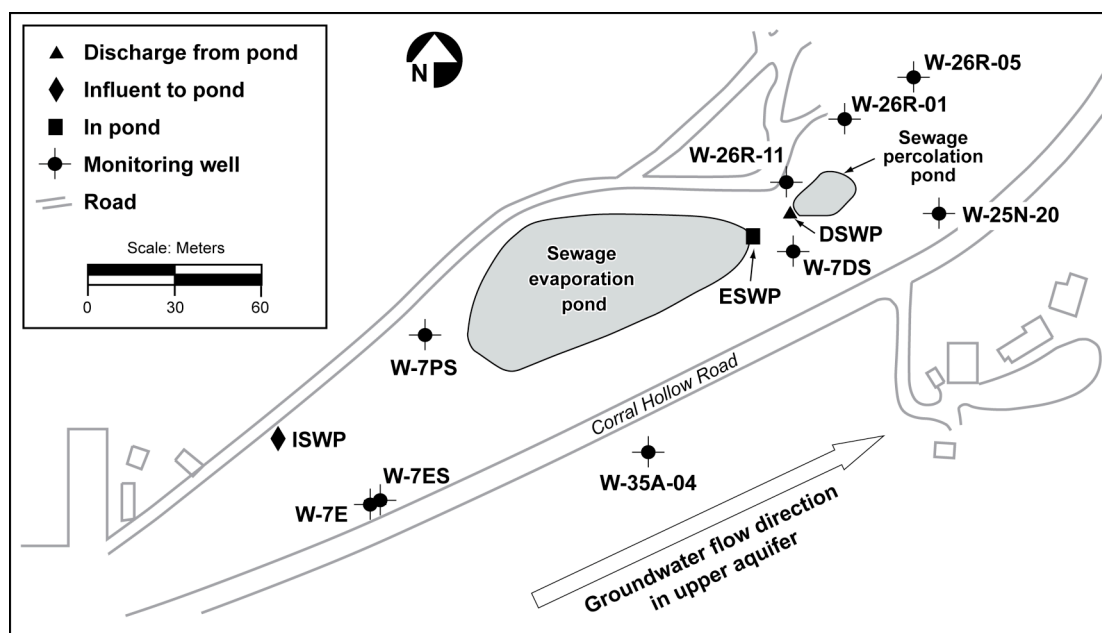 Discharge from pond
Influent to pond
In pond
Monitoring well
Road
Scale: Meters
0 30 60
N
W-26R-05
W-26R-01
W-26R-11
Sewage
percolation
pond
W-25N-20
DSWP
W-7DS
ESWP
Sewage
evaporation
pond
W-7PS
Corral Hollow Road
ISWP
W-7ES
W-7E
W-35A-04
Groundwater flow direction
in upper aquifer